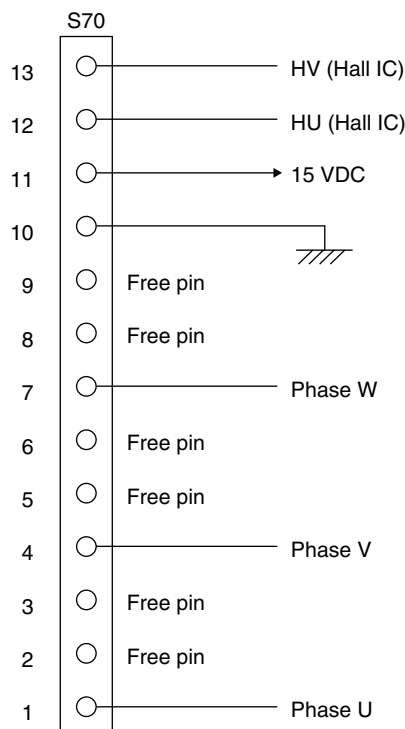 S70
13 HV (Hall IC)
12 HU (Hall IC)
11 15 VDC
10
9 Free pin
8 Free pin
7 Phase W
6 Free pin
5 Free pin
4 Phase V
3 Free pin
2 Free pin
1 Phase U